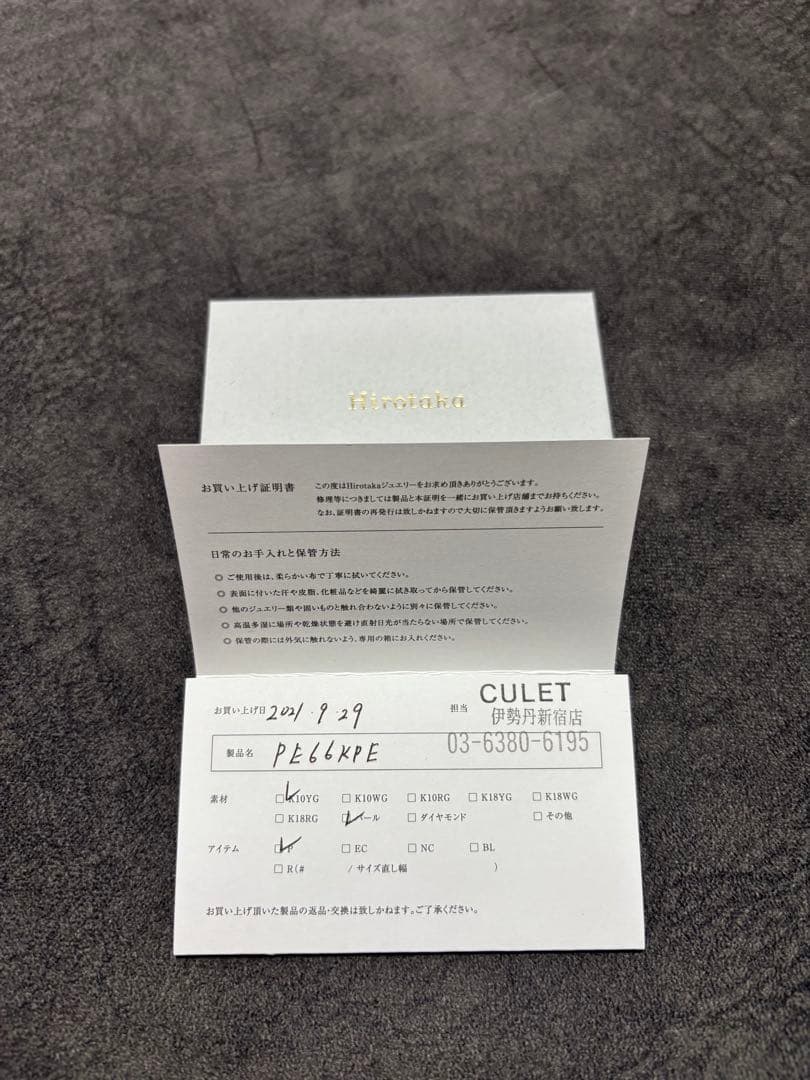 Hirotaka
お買い上げ証明書
この度はHirotakaジュエリーをお求め頂きありがとうございます。
修理等につきましては製品と本証明を一緒にお買い上げ店舗までお持ちください。
なお、証明書の再発行は致しかねますので大切に保管頂きますようお願い致します。
日常のお手入れと保管方法
◎ ご使用後は、柔らかい布で丁寧に拭いてください。
◎ 表面に付いた汗や皮脂、化粧品などを綺麗に拭き取ってから保管してください。
◎ 他のジュエリー類や固いものと触れ合わないように別々に保管してください。
◎ 高温多湿に場所や乾燥状態を避け直射日光が当たらない場所で保管してください。
◎ 保管の際には外気に触れないよう、専用の箱にお入れください。
お買い上げ日 2021.9.29 担当 CULET
伊勢丹新宿店
03-6380-6195
製品名 PE66KPE
素材 □ K10YG □ K10WG □ K10RG □ K18YG □ K18WG
□ K18RG □ パール □ ダイヤモンド □ その他
アイテム □ P □ EC □ NC □ BL
□ R(# / サイズ直し幅 )
お買い上げ頂いた製品の返品・交換は致しかねます。ご了承ください。